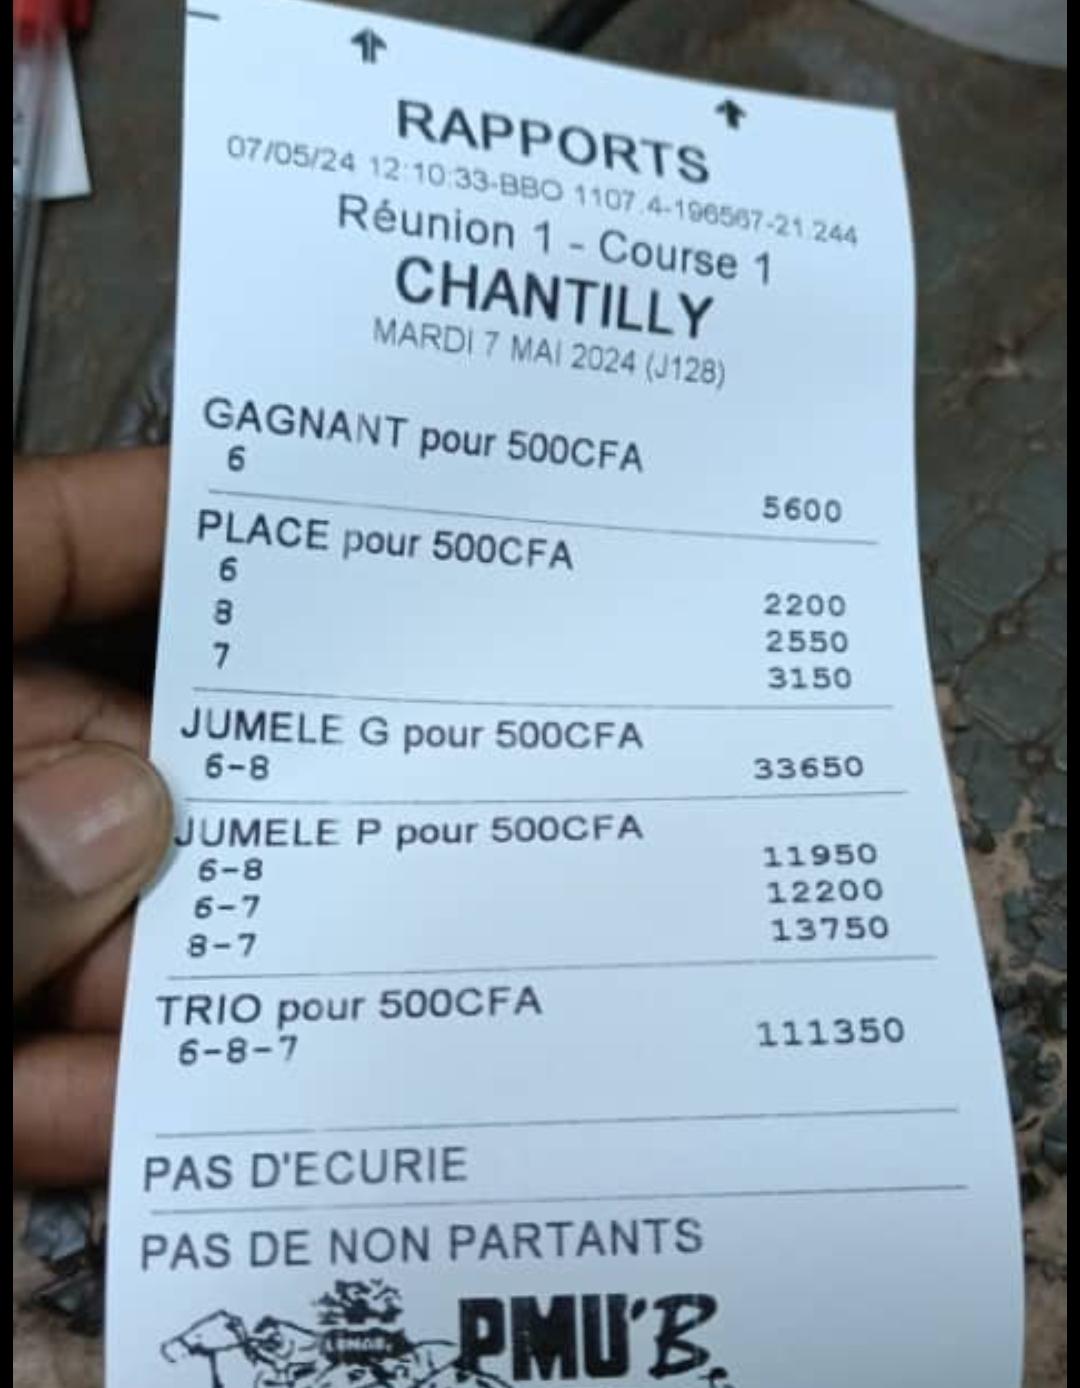 RAPPORTS
07/05/24 12:10:33-BBO 1107.4-196567-21.244
Réunion 1 - Course 1
CHANTILLY
MARDI 7 MAI 2024 (J128)
GAGNANT pour 500CFA
6 5600
PLACE pour 500CFA
6 2200
8 2550
7 3150
JUMELE G pour 500CFA
6-8 33650
JUMELE P pour 500CFA
6-8 11950
6-7 12200
8-7 13750
TRIO pour 500CFA
6-8-7 111350
PAS D'ECURIE
PAS DE NON PARTANTS
PMU'B